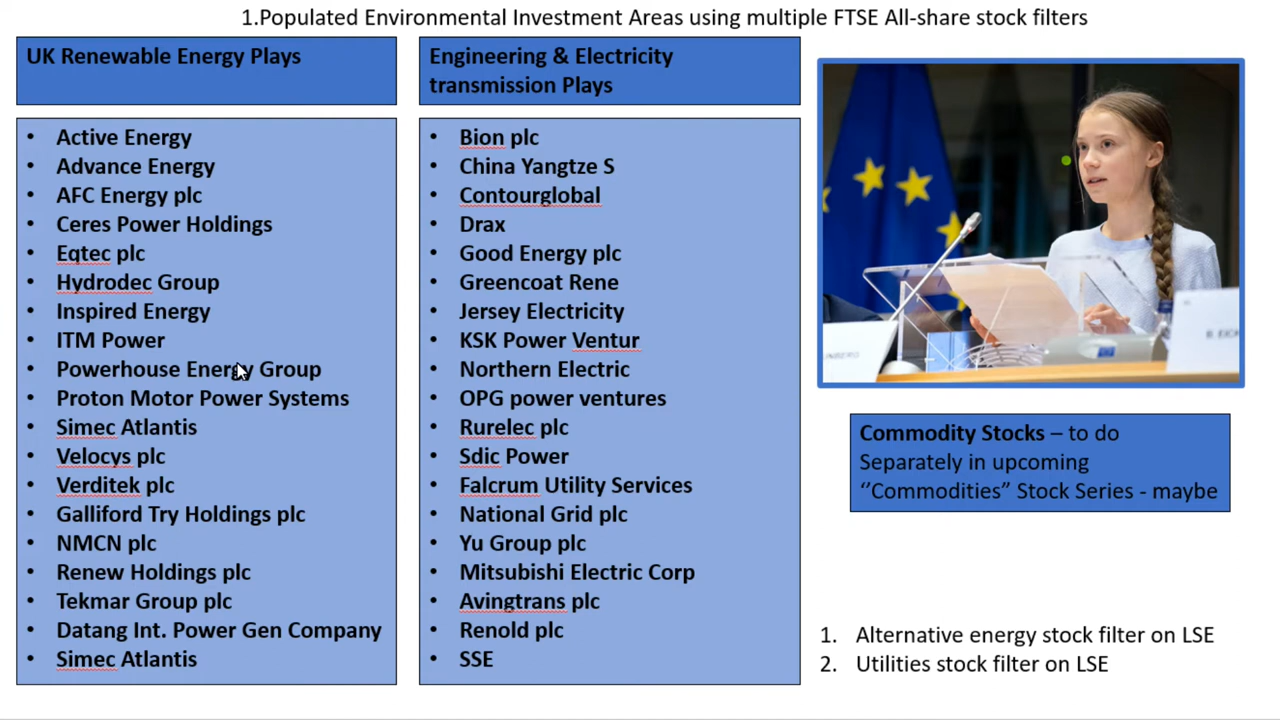 1.Populated Environmental Investment Areas using multiple FTSE All-share stock filters
UK Renewable Energy Plays
Active Energy
Advance Energy
AFC Energy plc
Ceres Power Holdings
Eqtec plc
Hydrodec Group
Inspired Energy
ITM Power
Powerhouse Energy Group
Proton Motor Power Systems
Simec Atlantis
Velocys plc
Verditek plc
Galliford Try Holdings plc
NMCN plc
Renew Holdings plc
Tekmar Group plc
Datang Int. Power Gen Company
Simec Atlantis
Engineering & Electricity
transmission Plays
Bion plc
China Yangtze S
Contourglobal
Drax
Good Energy plc
Greencoat Rene
Jersey Electricity
KSK Power Ventur
Northern Electric
OPG power ventures
Rurelec plc
Sdic Power
Falcrum Utility Services
National Grid plc
Yu Group plc
Mitsubishi Electric Corp
Avingtrans plc
Renold plc
SSE
Commodity Stocks – to do
Separately in upcoming
“Commodities” Stock Series - maybe
1. Alternative energy stock filter on LSE
2. Utilities stock filter on LSE